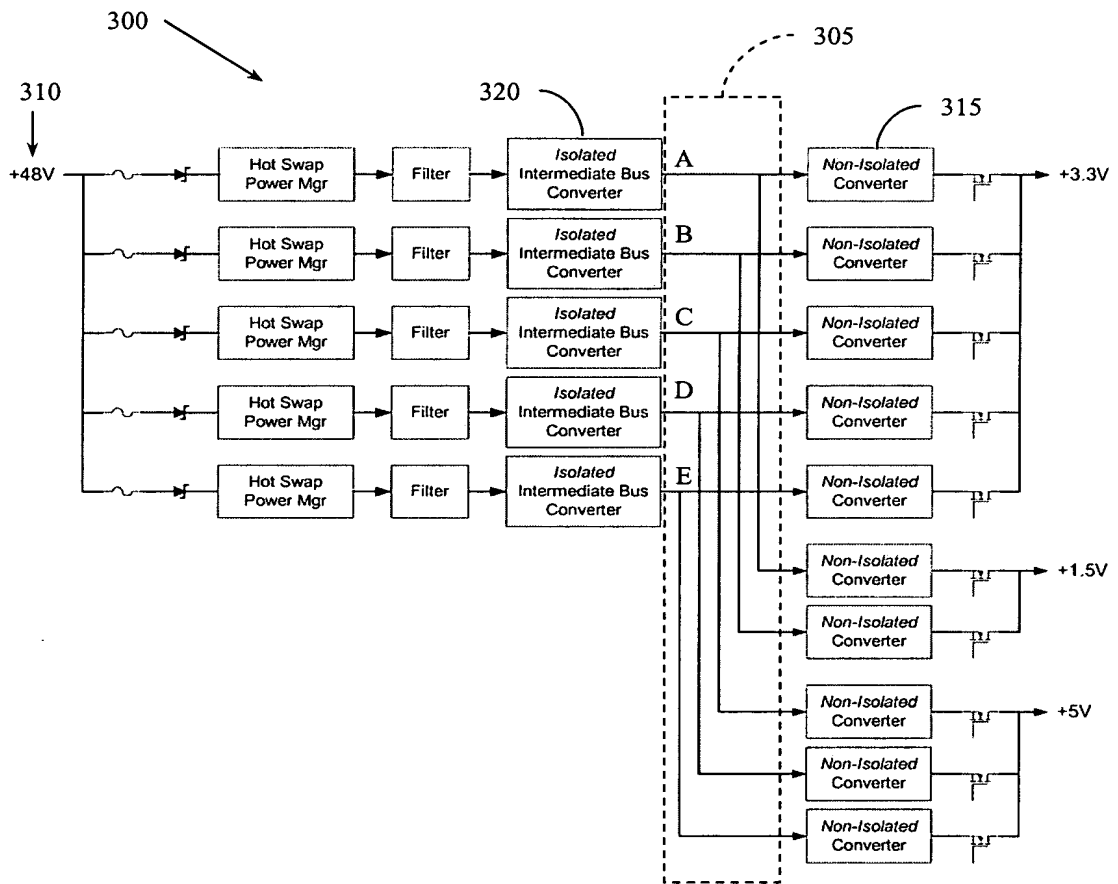 300
305
310
320
315
+48V
Hot Swap
Power Mgr
Filter
Isolated
Intermediate Bus
Converter
A
Non-Isolated
Converter
+3.3V
Hot Swap
Power Mgr
Filter
Isolated
Intermediate Bus
Converter
B
Non-Isolated
Converter
Hot Swap
Power Mgr
Filter
Isolated
Intermediate Bus
Converter
C
Non-Isolated
Converter
Hot Swap
Power Mgr
Filter
Isolated
Intermediate Bus
Converter
D
Non-Isolated
Converter
Hot Swap
Power Mgr
Filter
Isolated
Intermediate Bus
Converter
E
Non-Isolated
Converter
Non-Isolated
Converter
+1.5V
Non-Isolated
Converter
Non-Isolated
Converter
+5V
Non-Isolated
Converter
Non-Isolated
Converter